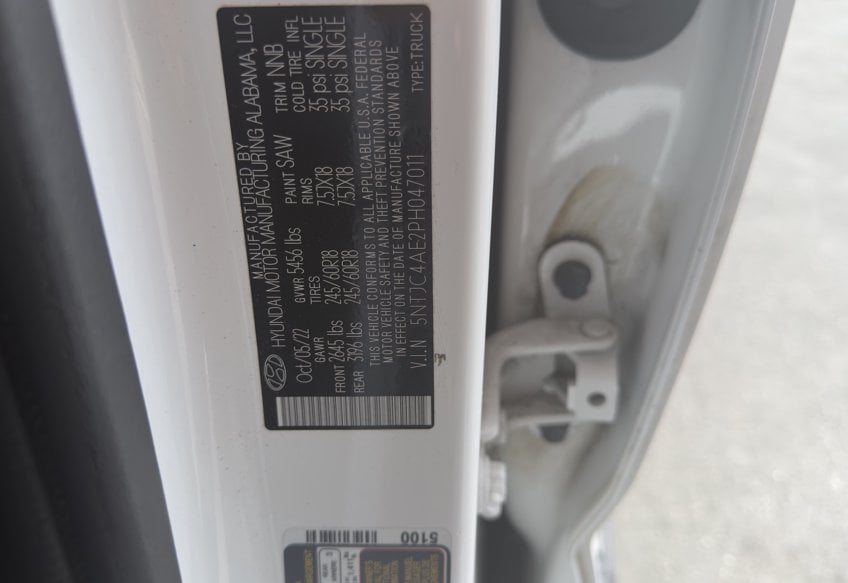 MANUFACTURED BY
HYUNDAI MOTOR MANUFACTURING ALABAMA, LLC
Oct/05/22 GVWR 5456 lbs PAINT SAW TRIM NNB
GAWR TIRES RIMS COLD TIRE INFL
FRONT 2645 lbs 245/60R18 7.5JX18 35 psi SINGLE
REAR 3196 lbs 245/60R18 7.5JX18 35 psi SINGLE
THIS VEHICLE CONFORMS TO ALL APPLICABLE U.S.A. FEDERAL
MOTOR VEHICLE SAFETY AND THEFT PREVENTION STANDARDS
IN EFFECT ON THE DATE OF MANUFACTURE SHOWN ABOVE
V.I.N 5NTJC4AE2PH047011 TYPE:TRUCK
5100